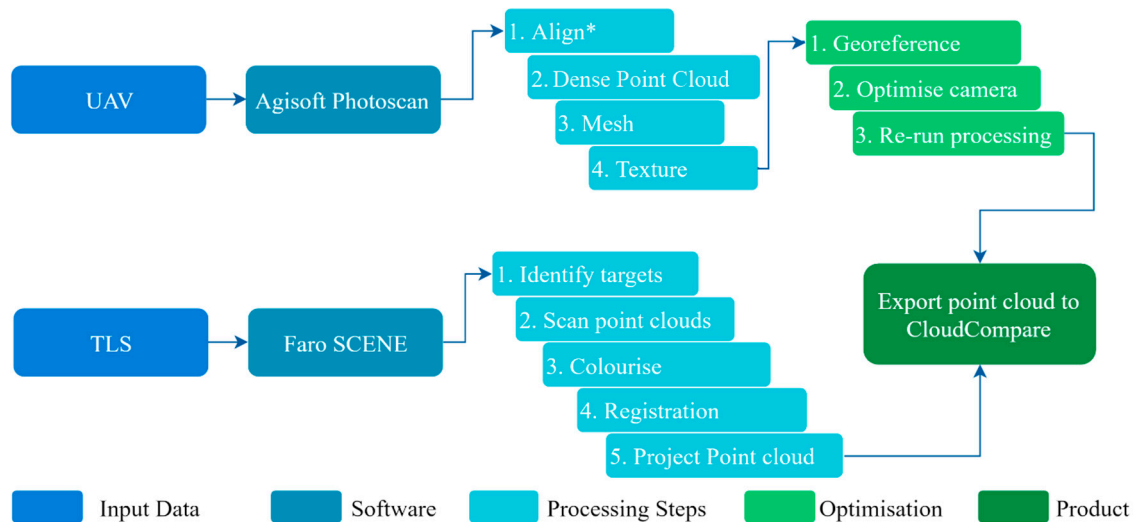 UAV
Agisoft Photoscan
1. Align*
2. Dense Point Cloud
3. Mesh
4. Texture
1. Georeference
2. Optimise camera
3. Re-run processing
TLS
Faro SCENE
1. Identify targets
2. Scan point clouds
3. Colourise
4. Registration
5. Project Point cloud
Export point cloud to
CloudCompare
Input Data
Software
Processing Steps
Optimisation
Product